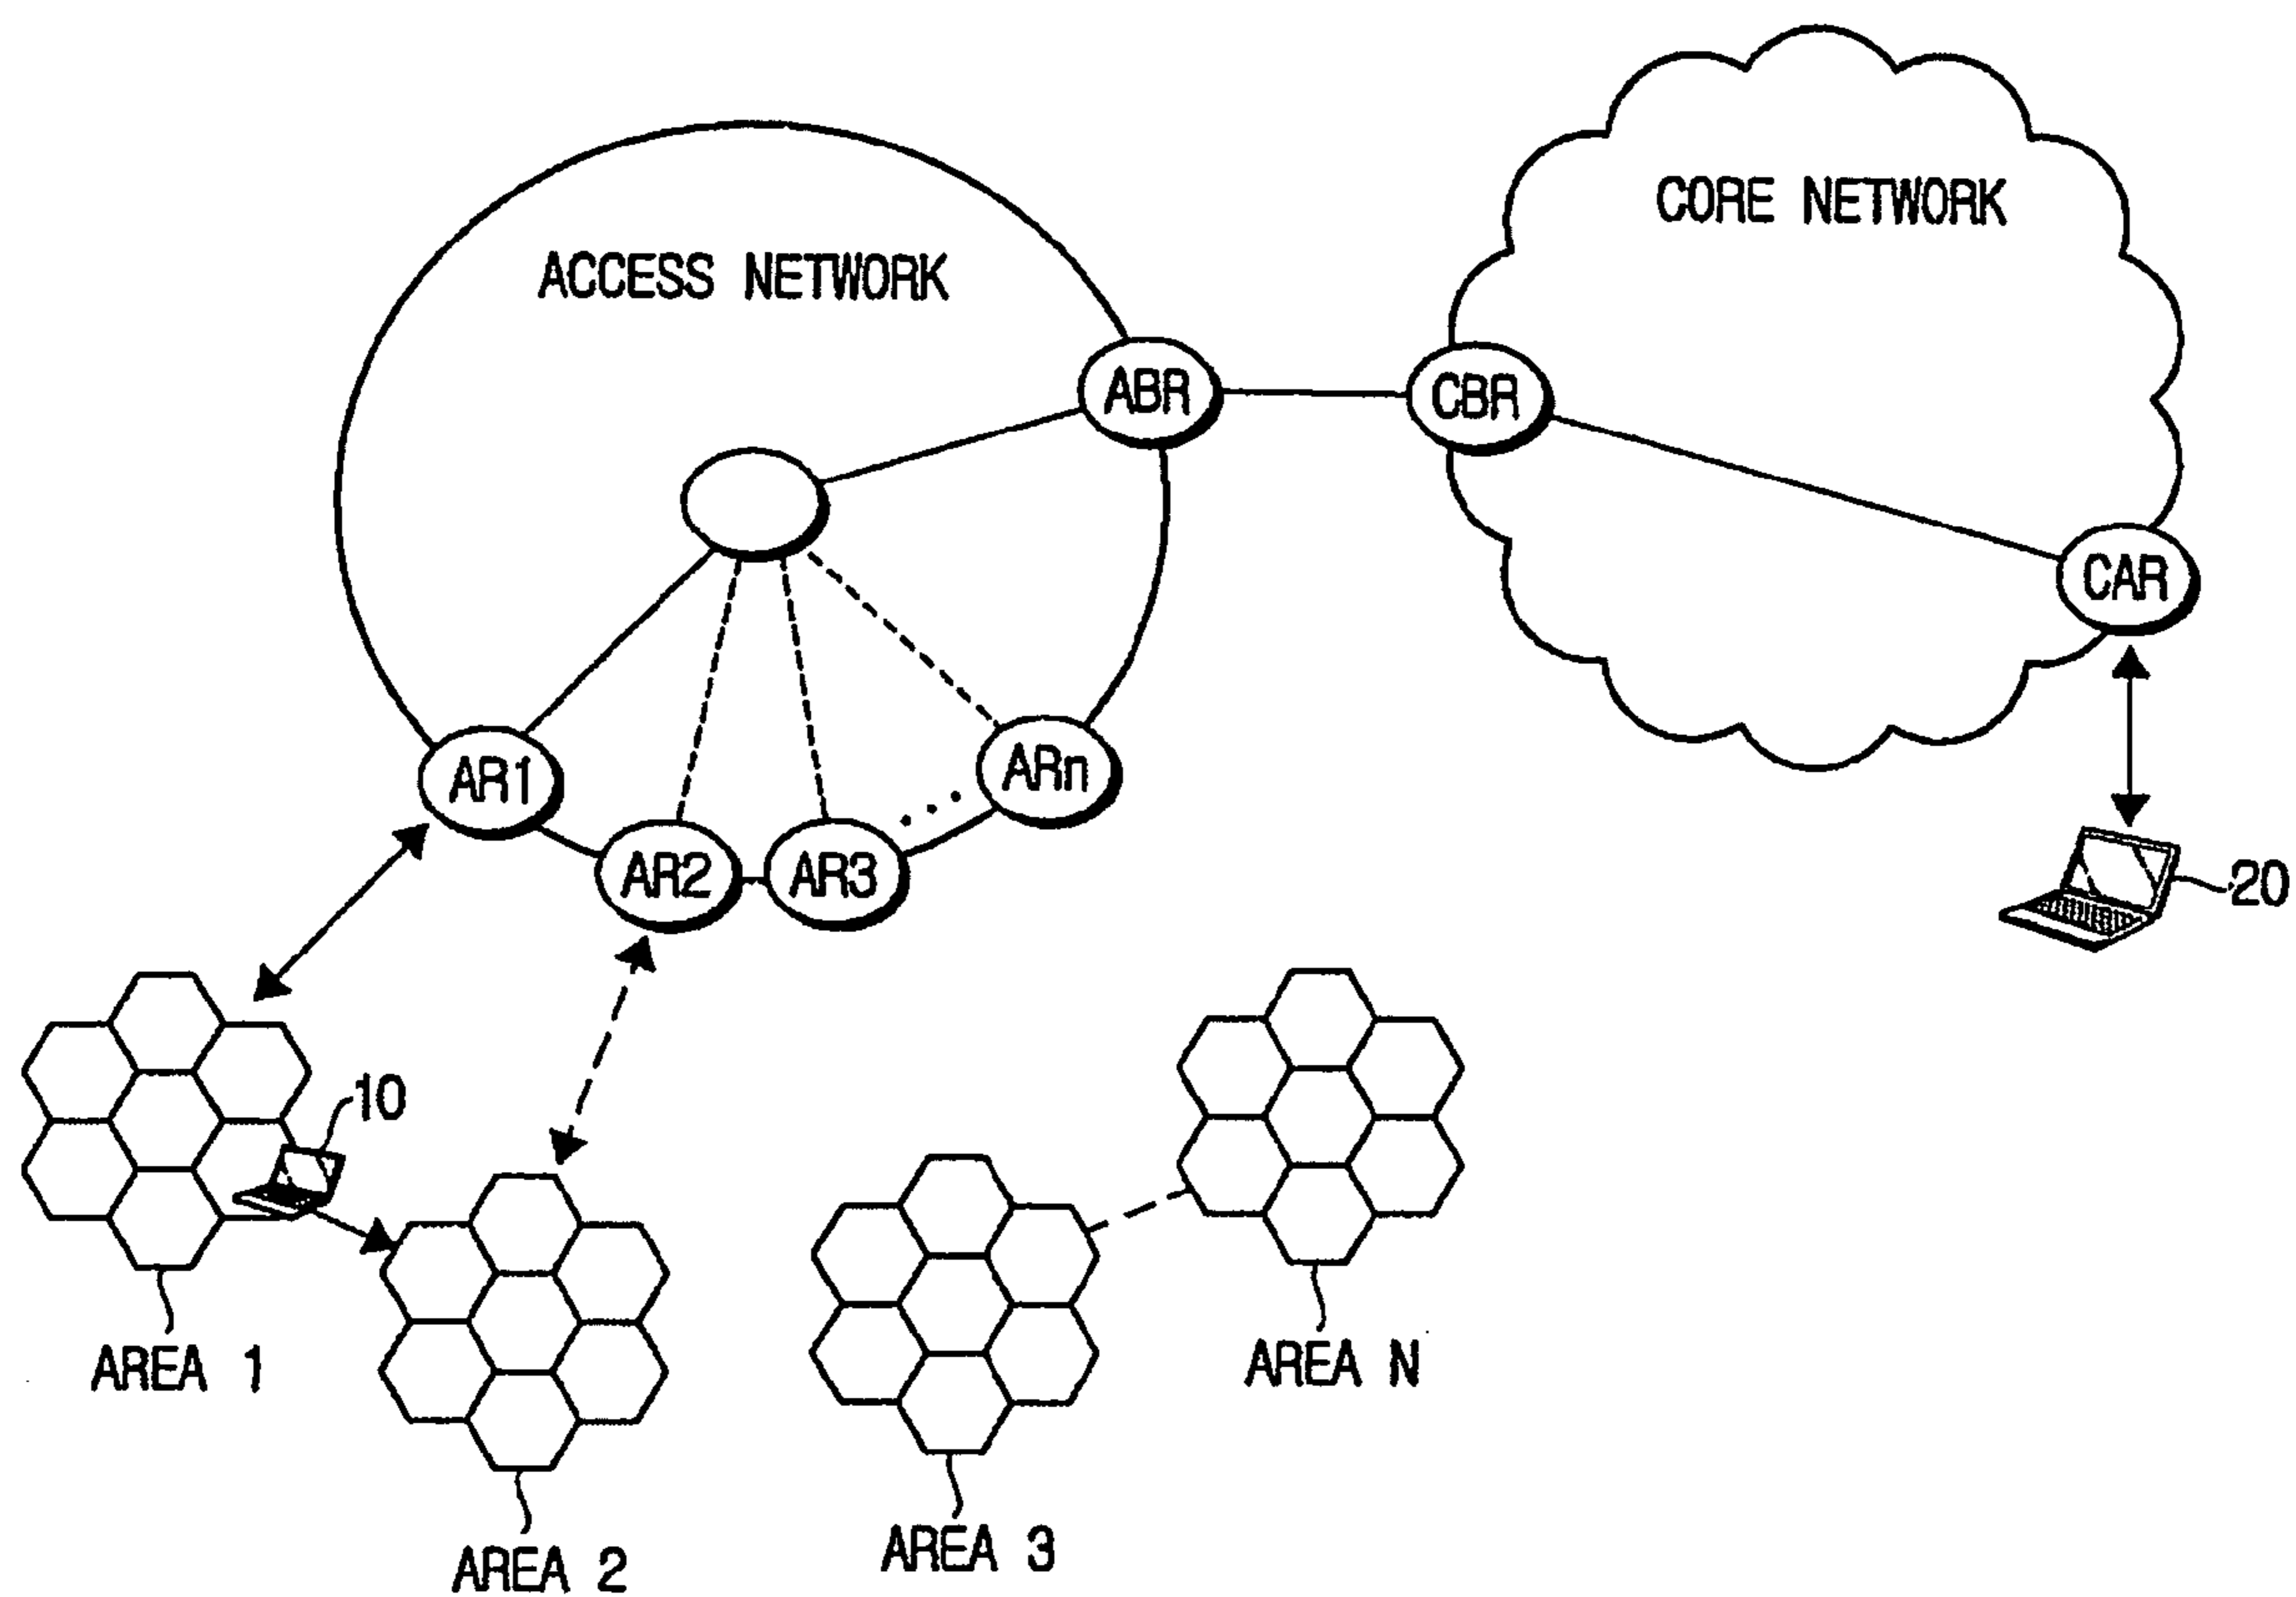 CORE NETWORK
ACCESS NETWORK
ABR
CBR
CAR
AR1
ARn
AR2
AR3
20
10
AREA 1
AREA N
AREA 3
AREA 2